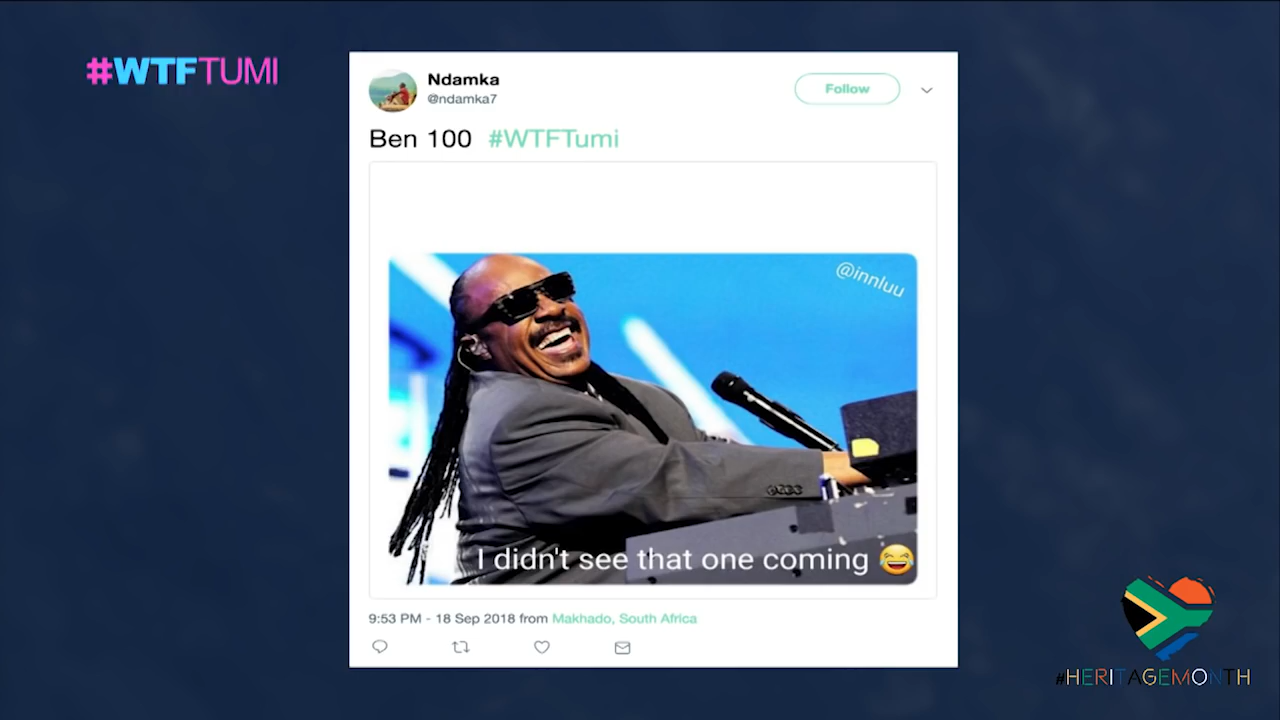 #WTFTUMI
Ndamka
@ndamka7
Follow
Ben 100 #WTFTumi
@innluu
I didn't see that one coming 😂
9:53 PM - 18 Sep 2018 from Makhado, South Africa
#HERITAGEMONTH